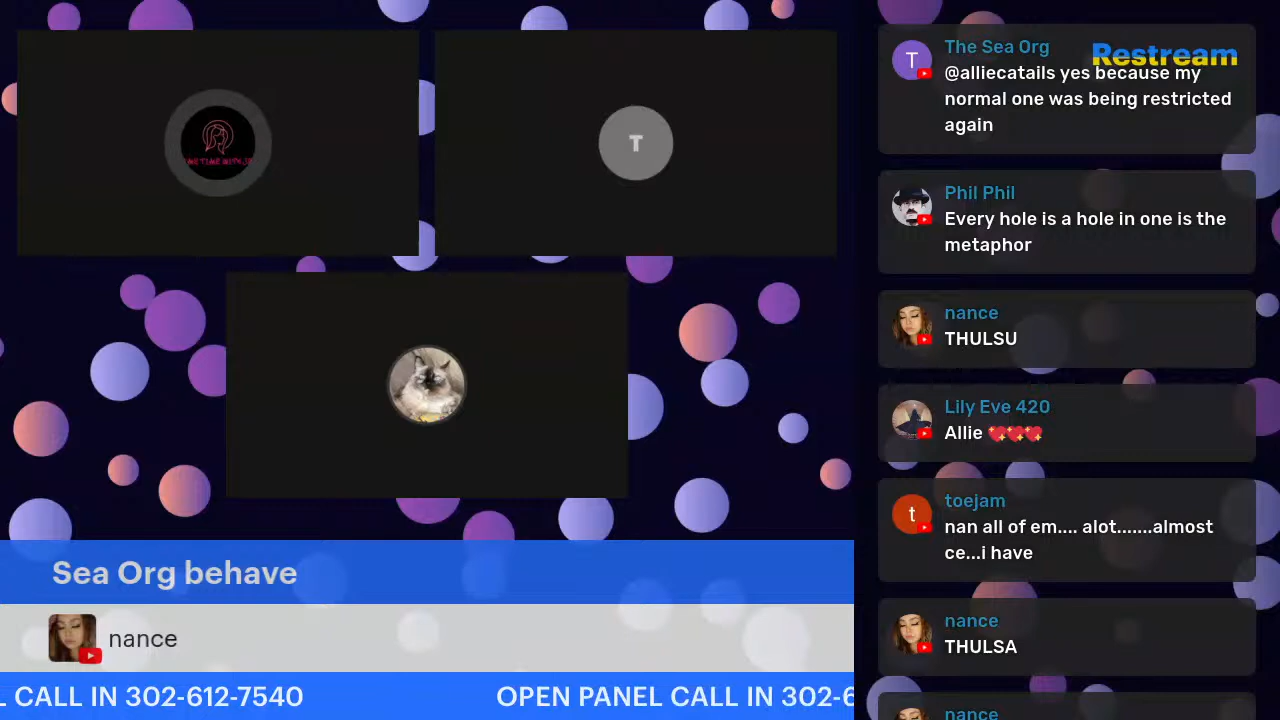 T
Sea Org behave
nance
L CALL IN 302-612-7540
OPEN PANEL CALL IN 302-6
Restream
T
The Sea Org
@alliecatails yes because my
normal one was being restricted
again
Phil Phil
Every hole is a hole in one is the
metaphor
nance
THULSU
Lily Eve 420
Allie 💖💖💖
t
toejam
nan all of em.... alot.......almost
ce...i have
nance
THULSA
nance